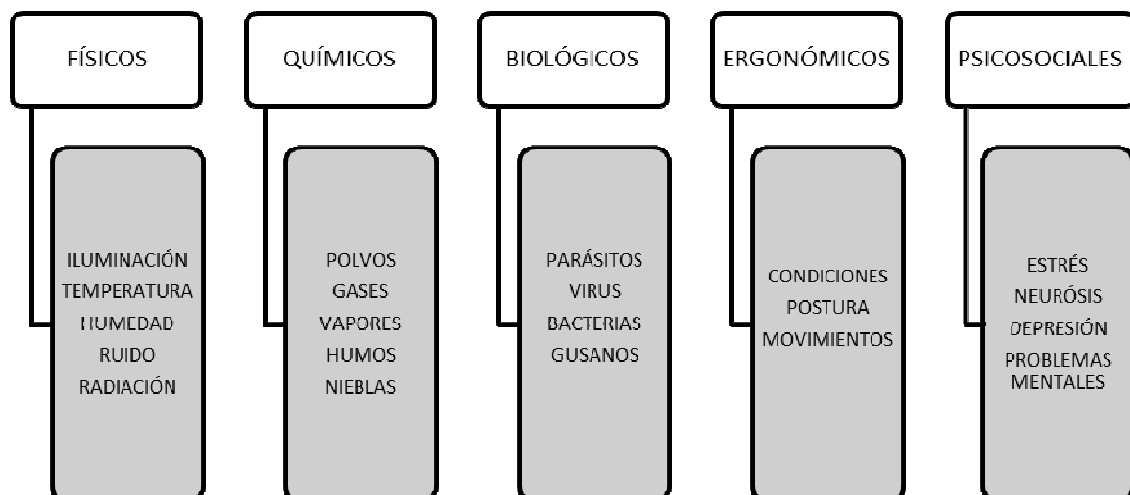 FÍSICOS
ILUMINACIÓN
TEMPERATURA
HUMEDAD
RUIDO
RADIACIÓN
QUÍMICOS
POLVOS
GASES
VAPORES
HUMOS
NIEBLAS
BIOLÓGICOS
PARÁSITOS
VIRUS
BACTERIAS
GUSANOS
ERGONÓMICOS
CONDICIONES
POSTURA
MOVIMIENTOS
PSICOSOCIALES
ESTRÉS
NEURÓSIS
DEPRESIÓN
PROBLEMAS
MENTALES